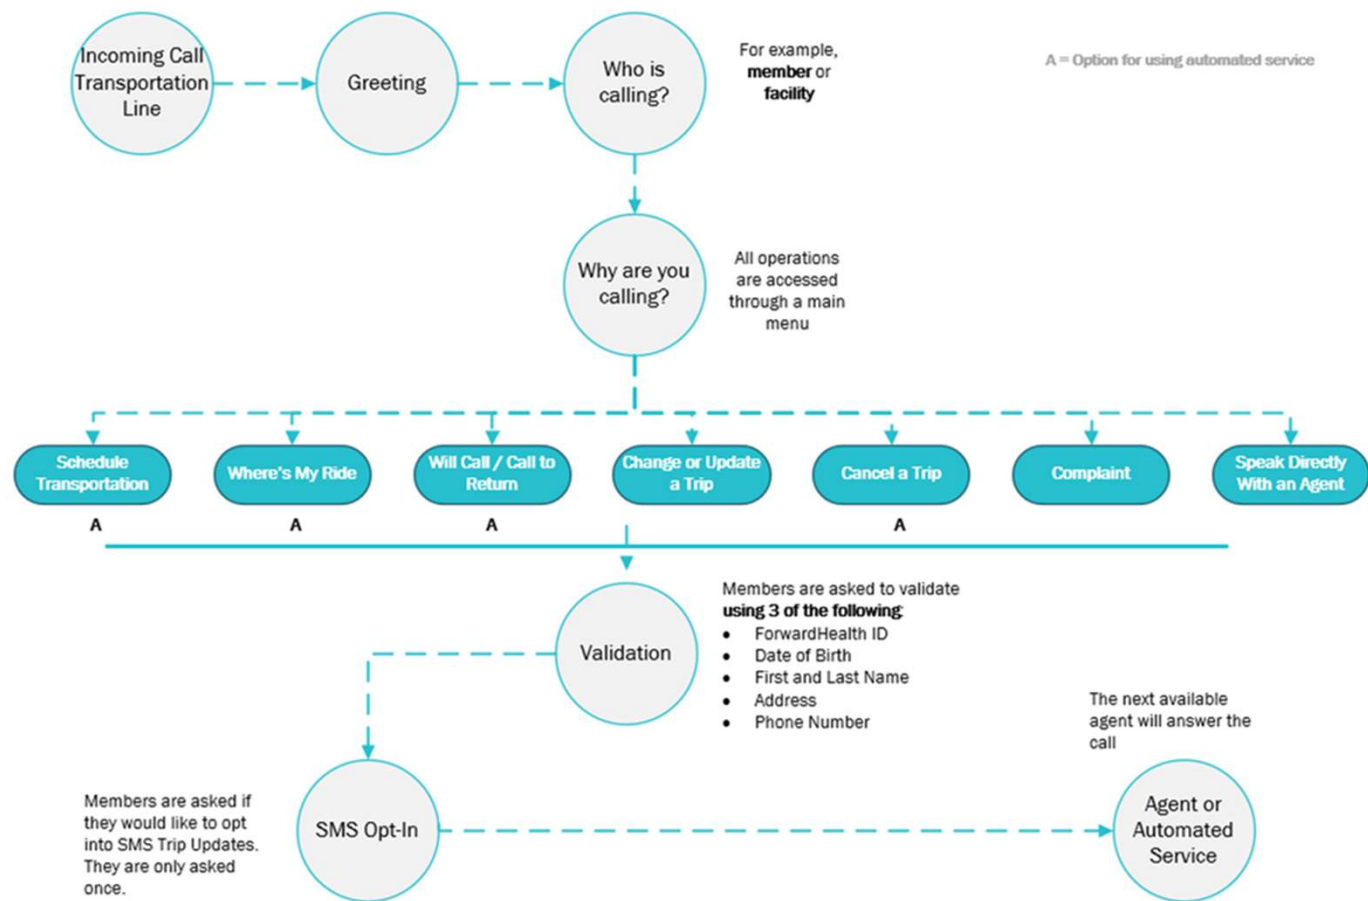 Incoming Call
Transportation
Line
Greeting
Who is
calling?
For example,
member or
facility
A = Option for using automated service
Why are you
calling?
All operations
are accessed
through a main
menu
Schedule
Transportation
Where's My Ride
Will Call / Call to
Return
Change or Update
a Trip
Cancel a Trip
Complaint
Speak Directly
With an Agent
A
A
A
A
Validation
Members are asked to validate
using 3 of the following:
• ForwardHealth ID
• Date of Birth
• First and Last Name
• Address
• Phone Number
Members are asked if
they would like to opt
into SMS Trip Updates.
They are only asked
once.
SMS Opt-In
The next available
agent will answer the
call
Agent or
Automated
Service